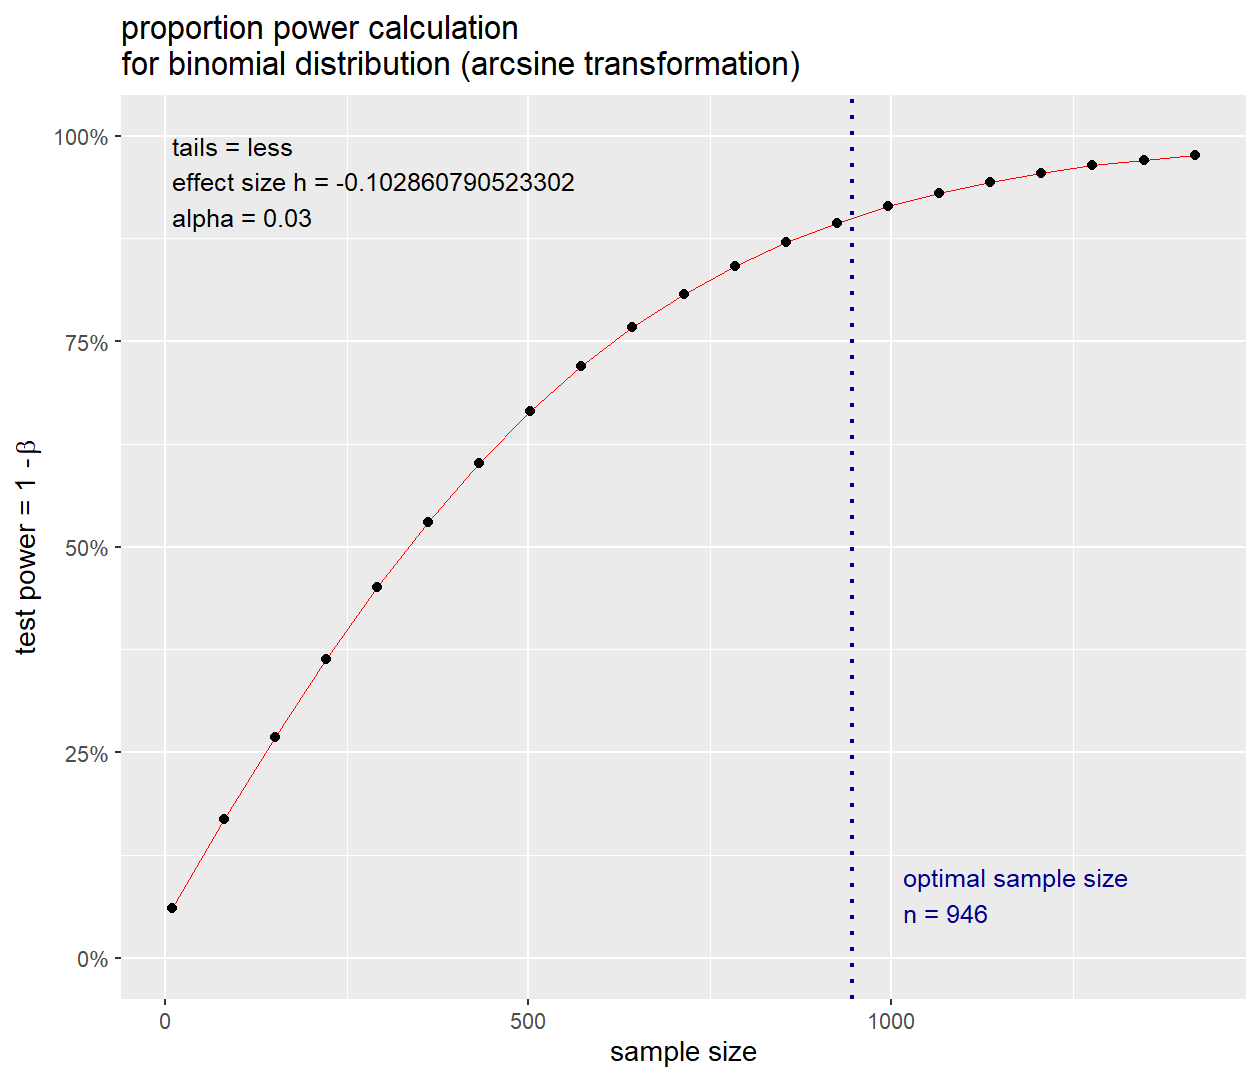 proportion power calculation
for binomial distribution (arcsine transformation)
tails = less
effect size h = -0.102860790523302
alpha = 0.03
100%
75%
50%
25%
0%
test power = 1 - β
optimal sample size
n = 946
0
500
1000
sample size